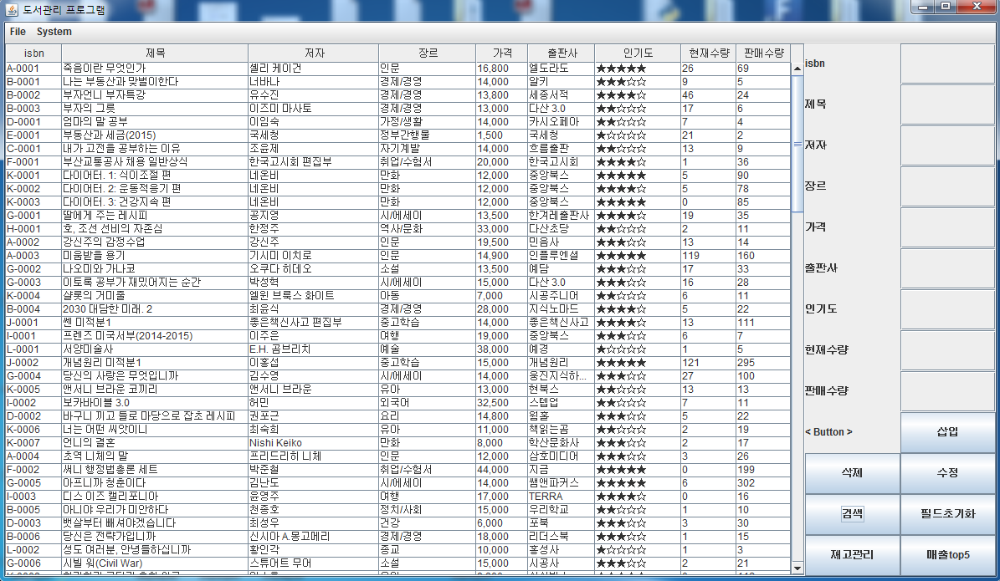 도서관리 프로그램
File System
isbn 제목 저자 장르 가격 출판사 인기도 현재수량 판매수량
A-0001 죽음이란 무엇인가 셸리 케이건 인문 16,800 엘도라도 ★★★★★ 26 69
B-0001 나는 부동산과 맞벌이한다 너바나 경제/경영 14,000 알키 ★★★☆☆ 9 5
B-0002 부자언니 부자특강 유수진 경제/경영 13,800 세종서적 ★★★★☆ 46 24
B-0003 부자의 그릇 이즈미 마사토 경제/경영 13,000 다산 3.0 ★★☆☆☆ 17 6
D-0001 엄마의 말 공부 이임숙 가정/생활 14,000 카시오페아 ★★☆☆☆ 7 4
E-0001 부동산과 세금(2015) 국세청 정부간행물 1,500 국세청 ★☆☆☆☆ 21 2
C-0001 내가 고전을 공부하는 이유 조윤제 자기계발 14,000 흐름출판 ★★☆☆☆ 13 9
F-0001 부산교통공사 채용 일반상식 한국고시회 편집부 취업/수험서 20,000 한국고시회 ★★★★☆ 1 36
K-0001 다이어터. 1: 식이조절 편 네온비 만화 12,000 중앙북스 ★★★★★ 5 90
K-0002 다이어터. 2: 운동적응기 편 네온비 만화 12,000 중앙북스 ★★★★☆ 5 78
K-0003 다이어터. 3: 건강지속 편 네온비 만화 12,000 중앙북스 ★★★★★ 0 85
G-0001 딸에게 주는 레시피 공지영 시/에세이 13,500 한겨레출판사 ★★★★☆ 19 35
H-0001 호, 조선 선비의 자존심 한정주 역사/문화 33,000 다산초당 ★★☆☆☆ 2 11
A-0002 강신주의 감정수업 강신주 인문 19,500 민음사 ★★★☆☆ 13 14
A-0003 미움받을 용기 기시미 이치로 인문 14,900 인플루엔셜 ★★★★★ 119 160
G-0002 나오미와 가나코 오쿠다 히데오 소설 13,500 예담 ★★★☆☆ 17 33
G-0003 이토록 공부가 재밌어지는 순간 박성혁 시/에세이 15,000 다산 3.0 ★★★☆☆ 16 28
K-0004 샬롯의 거미줄 엘윈 브룩스 화이트 아동 7,000 시공주니어 ★★★☆☆ 6 11
B-0004 2030 대담한 미래. 2 최윤식 경제/경영 28,000 지식노마드 ★★★★☆ 5 22
J-0001 쎈 미적분1 좋은책신사고 편집부 중고학습 14,000 좋은책신사고 ★★★★☆ 13 111
I-0001 프렌즈 미국서부(2014-2015) 이주은 여행 19,000 중앙북스 ★★★☆☆ 6 7
L-0001 서양미술사 E.H. 곰브리치 예술 38,000 예경 ★☆☆☆☆ 1 5
J-0002 개념원리 미적분1 이홍섭 중고학습 15,000 개념원리 ★★★★★ 121 295
G-0004 당신의 사랑은 무엇입니까 김수영 시/에세이 14,000 웅진지식하... ★★★☆☆ 27 100
K-0005 앤서니 브라운 코끼리 앤서니 브라운 유아 13,000 현북스 ★★★☆☆ 13 13
I-0002 보카바이블 3.0 허민 외국어 32,500 스텝업 ★★★☆☆ 7 11
D-0002 바구니 끼고 들로 마당으로 잡초 레시피 권포근 요리 14,800 웜홀 ★★★☆☆ 5 22
K-0006 너는 어떤 씨앗이니 최숙희 유아 11,000 책읽는곰 ★★★☆☆ 2 19
K-0007 언니의 결혼 Nishi Keiko 만화 8,000 학산문화사 ★★★☆☆ 2 17
A-0004 초역 니체의 말 프리드리히 니체 인문 12,000 삼호미디어 ★★★★☆ 3 26
F-0002 써니 행정법총론 세트 박준철 취업/수험서 44,000 지금 ★★★★★ 0 199
G-0005 아프니까 청춘이다 김난도 시/에세이 14,000 쌤앤파커스 ★★★★★ 6 302
I-0003 디스 이즈 캘리포니아 윤영주 여행 17,000 TERRA ★★★★☆ 0 16
B-0005 아니야 우리가 미안하다 천종호 정치/사회 15,000 우리학교 ★★★☆☆ 1 10
D-0003 뱃살부터 빼셔야겠습니다 최성우 건강 6,000 포북 ★★★☆☆ 3 30
B-0006 당신은 전략가입니까 신시아 A.몽고메리 경제/경영 18,000 리더스북 ★★★☆☆ 1 15
L-0002 성도 여러분, 안녕들하십니까 황인각 종교 10,000 홍성사 ★☆☆☆☆ 1 3
G-0006 시빌 워(Civil War) 스튜어트 무어 소설 15,000 시공사 ★★★☆☆ 2 21
isbn
제목
저자
장르
가격
출판사
인기도
현재수량
판매수량
< Button > 삽입
삭제 수정
검색 필드초기화
재고관리 매출top5